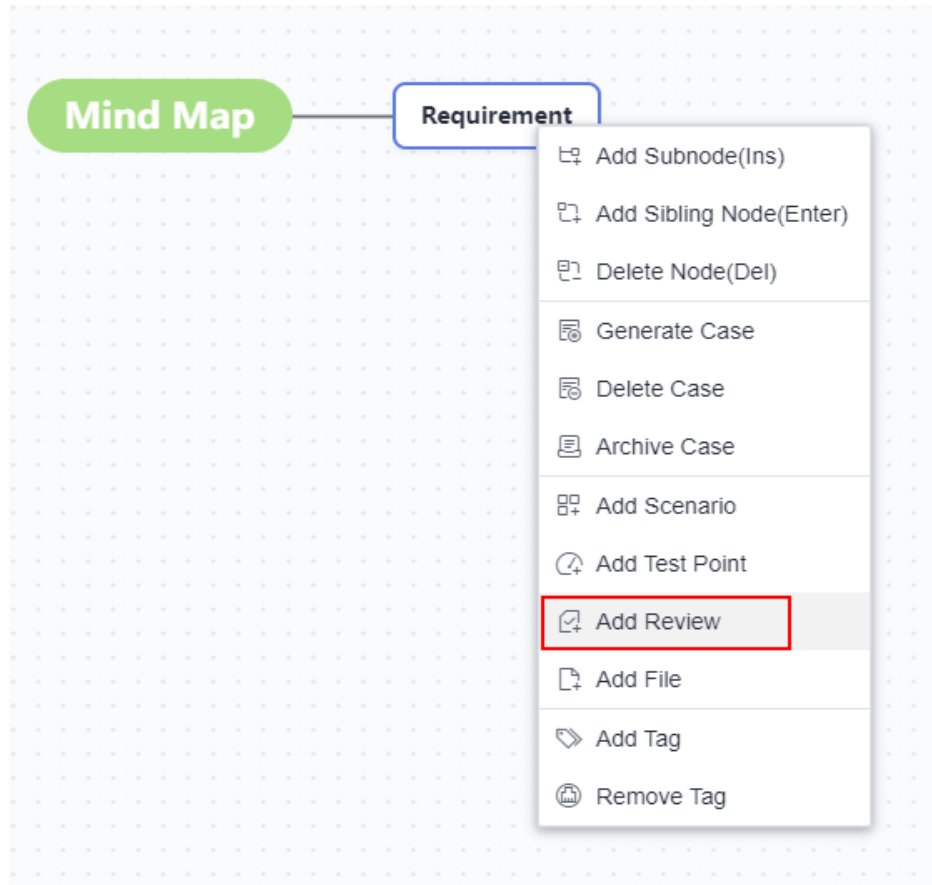 Mind Map
Requirement
Add Subnode(Ins)
Add Sibling Node(Enter)
Delete Node(Del)
Generate Case
Delete Case
Archive Case
Add Scenario
Add Test Point
Add Review
Add File
Add Tag
Remove Tag